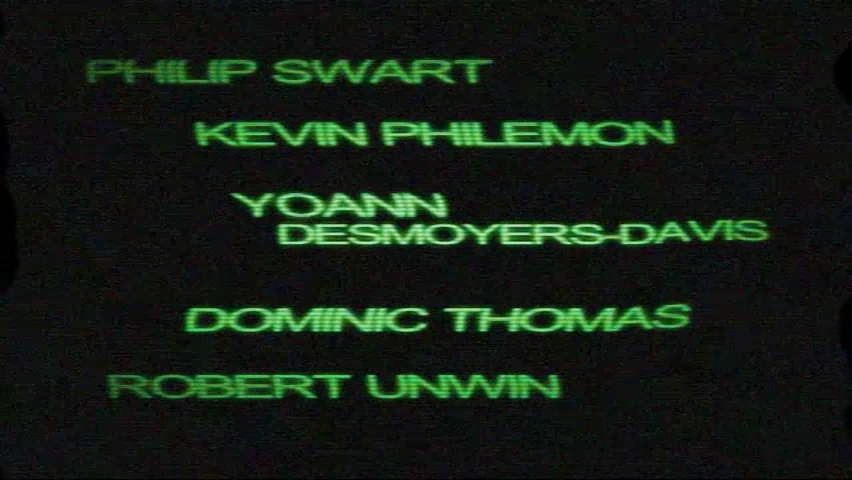 PHILIP SWART
KEVIN PHILEMON
YOANN
DESMOYERS-DAVIS
DOMINIC THOMAS
ROBERT UNWIN